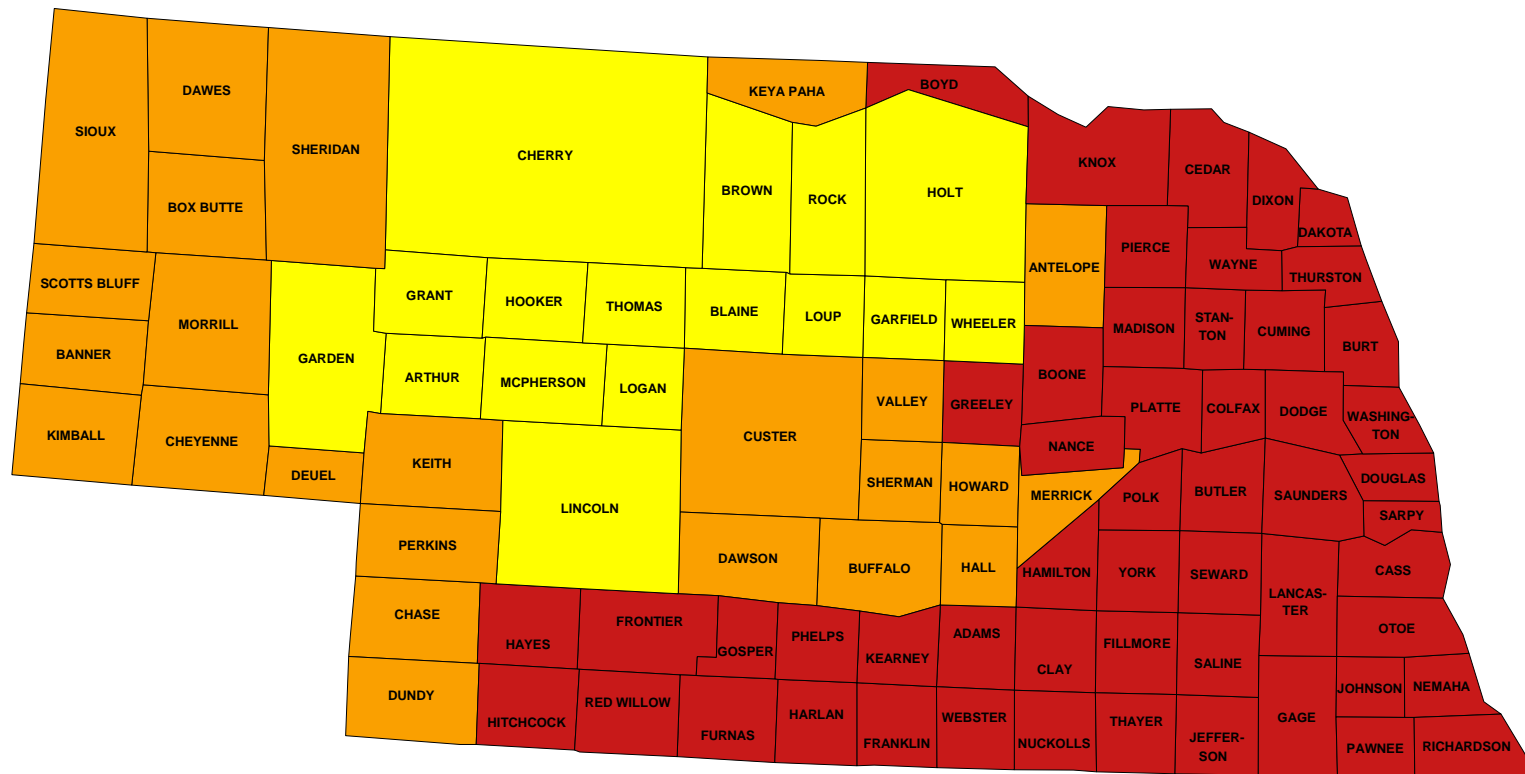 BOYD
KEYA PAHA
DAWES
SIOUX
SHERIDAN
CHERRY
KNOX
CEDAR
BROWN
HOLT
ROCK
DIXON
BOX BUTTE
DAKOTA
PIERCE
WAYNE
ANTELOPE
THURSTON
SCOTTS BLUFF
GRANT
HOOKER
THOMAS
BLAINE
LOUP
GARFIELD
WHEELER
MORRILL
MADISON
STAN-
TON
CUMING
BURT
BANNER
GARDEN
ARTHUR
MCPHERSON
LOGAN
BOONE
VALLEY
GREELEY
PLATTE
COLFAX
DODGE
WASHING-
TON
KIMBALL
CHEYENNE
CUSTER
NANCE
KEITH
DEUEL
LINCOLN
SHERMAN
HOWARD
MERRICK
POLK
BUTLER
SAUNDERS
DOUGLAS
SARPY
PERKINS
DAWSON
BUFFALO
HALL
HAMILTON
YORK
SEWARD
LANCAS-
TER
CASS
CHASE
HAYES
FRONTIER
GOSPER
PHELPS
KEARNEY
ADAMS
CLAY
FILLMORE
SALINE
OTOE
DUNDY
HITCHCOCK
RED WILLOW
FURNAS
HARLAN
FRANKLIN
WEBSTER
NUCKOLLS
THAYER
JEFFER-
SON
GAGE
JOHNSON
NEMAHA
PAWNEE
RICHARDSON